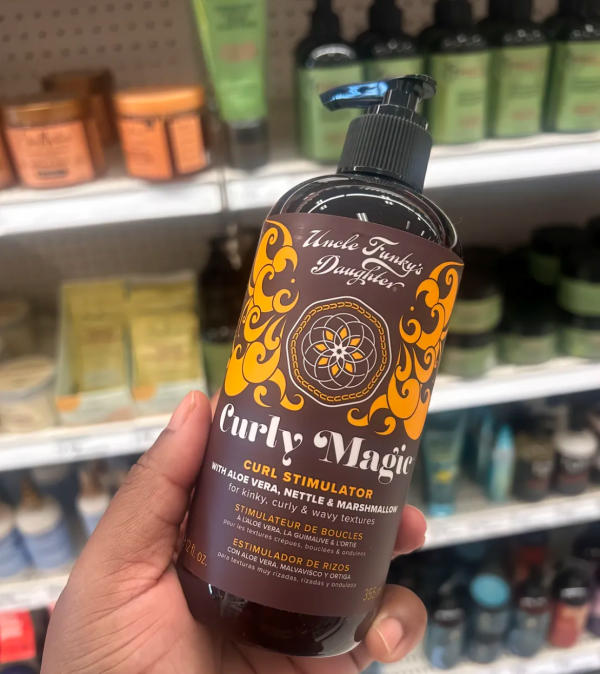 Uncle Funky's
Daughter®
Curly Magic
CURL STIMULATOR
WITH ALOE VERA, NETTLE & MARSHMALLOW
for kinky, curly & wavy textures
STIMULATEUR DE BOUCLES
À L'ALOE VERA, LA GUIMAUVE & L'ORTIE
pour les textures crépues, bouclées & ondulées
ESTIMULADOR DE RIZOS
CON ALOE VERA, MALVAVISCO Y ORTIGA
para texturas muy rizadas, rizadas y onduladas
FL. OZ.